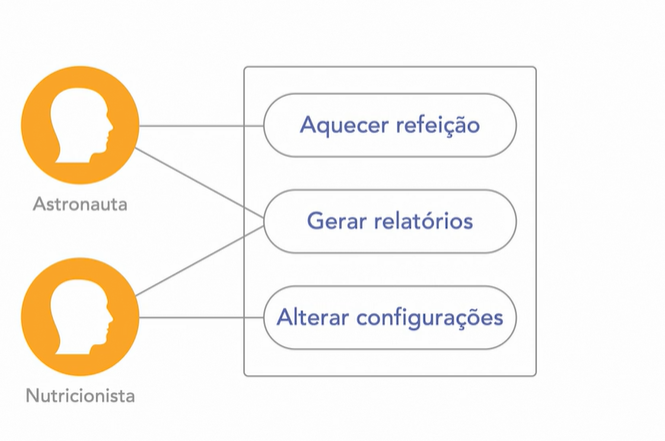 Aquecer refeição
Astronauta
Gerar relatórios
Alterar configurações
Nutricionista